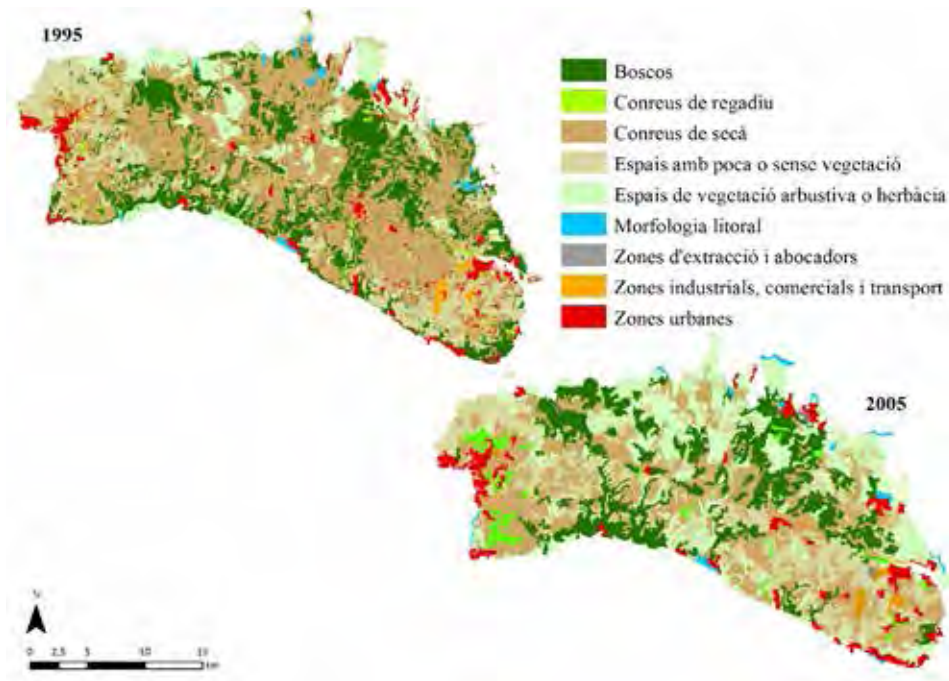 1995
Boscos
Conreus de regadiu
Conreus de secà
Espais amb poca o sense vegetació
Espais de vegetació arbustiva o herbàcia
Morfologia litoral
Zones d'extracció i abocadors
Zones industrials, comercials i transport
Zones urbanes
2005
0 2,5 5 10 15